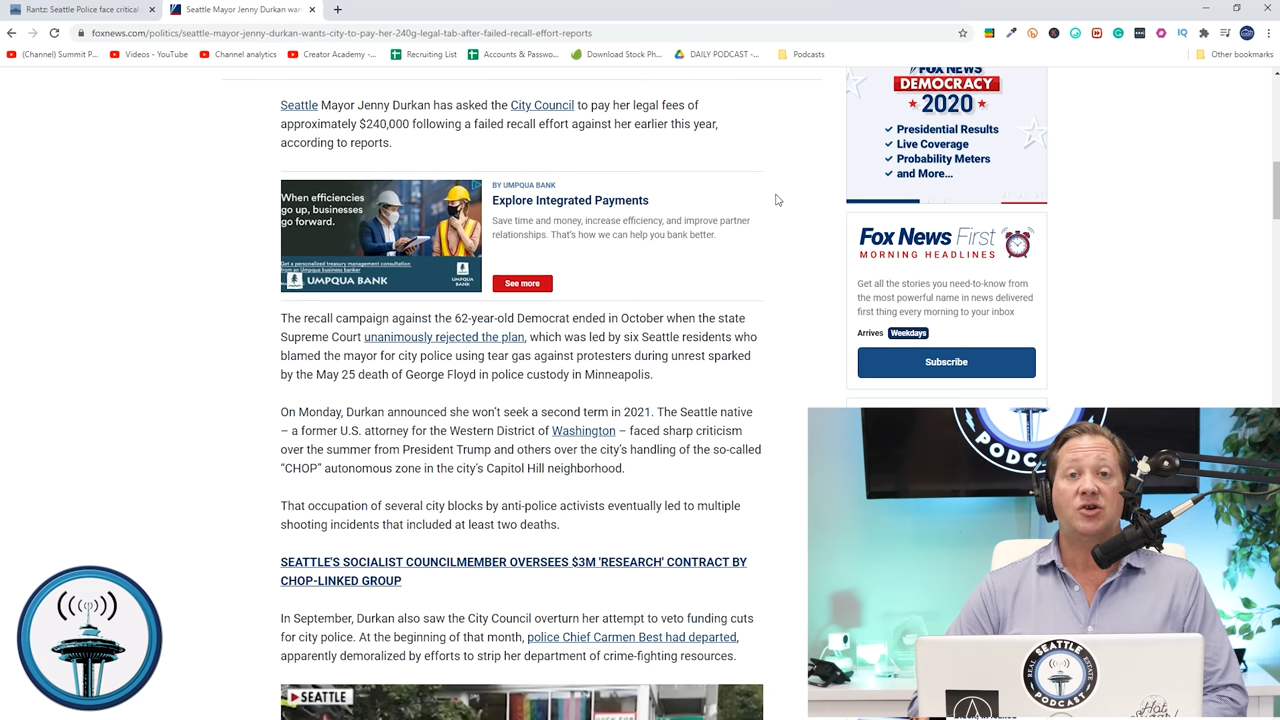 Rantz: Seattle Police face critical
Seattle Mayor Jenny Durkan wan
foxnews.com/politics/seattle-mayor-jenny-durkan-wants-city-to-pay-her-240g-legal-tab-after-failed-recall-effort-reports
(Channel) Summit P...
Videos - YouTube
Channel analytics
Creator Academy -...
Recruiting List
Accounts & Passwo...
Download Stock Ph...
DAILY PODCAST -...
Podcasts
Other bookmarks
Seattle Mayor Jenny Durkan has asked the City Council to pay her legal fees of
approximately $240,000 following a failed recall effort against her earlier this year,
according to reports.
When efficiencies
go up, businesses
go forward.
Get a personalized treasury management consultation
from an Umpqua business banker
UMPQUA BANK
UMPQUA
BANK
BY UMPQUA BANK
Explore Integrated Payments
Save time and money, increase efficiency, and improve partner
relationships. That's how we can help you bank better.
See more
The recall campaign against the 62-year-old Democrat ended in October when the state
Supreme Court unanimously rejected the plan, which was led by six Seattle residents who
blamed the mayor for city police using tear gas against protesters during unrest sparked
by the May 25 death of George Floyd in police custody in Minneapolis.
On Monday, Durkan announced she won't seek a second term in 2021. The Seattle native
– a former U.S. attorney for the Western District of Washington – faced sharp criticism
over the summer from President Trump and others over the city's handling of the so-called
“CHOP” autonomous zone in the city's Capitol Hill neighborhood.
That occupation of several city blocks by anti-police activists eventually led to multiple
shooting incidents that included at least two deaths.
SEATTLE'S SOCIALIST COUNCILMEMBER OVERSEES $3M 'RESEARCH' CONTRACT BY
CHOP-LINKED GROUP
In September, Durkan also saw the City Council overturn her attempt to veto funding cuts
for city police. At the beginning of that month, police Chief Carmen Best had departed,
apparently demoralized by efforts to strip her department of crime-fighting resources.
SEATTLE
FOX NEWS
DEMOCRACY
2020
Presidential Results
Live Coverage
Probability Meters
and More...
Fox News First
MORNING HEADLINES
Get all the stories you need-to-know from
the most powerful name in news delivered
first thing every morning to your inbox
Arrives Weekdays
Subscribe
PODC
REAL SEATTLE ESTATE
PODCAST
Hot